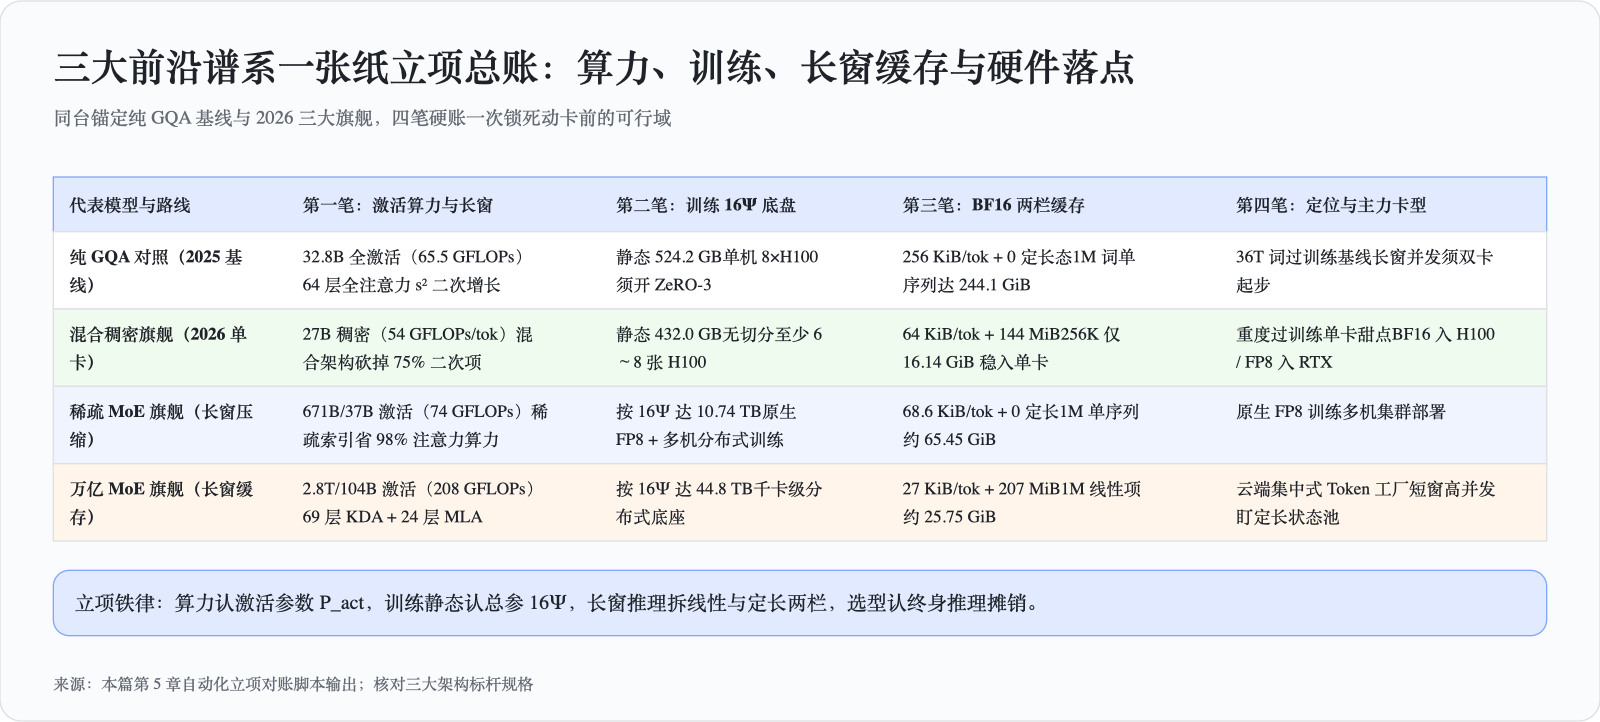 三大前沿谱系一张纸立项总账：算力、训练、长窗缓存与硬件落点
同台锚定纯 GQA 基线与 2026 三大旗舰，四笔硬账一次锁死动卡前的可行域
代表模型与路线
第一笔：激活算力与长窗
第二笔：训练 16Ψ 底盘
第三笔：BF16 两栏缓存
第四笔：定位与主力卡型
纯 GQA 对照（2025 基
线）
32.8B 全激活（65.5 GFLOPs）
64 层全注意力 s² 二次增长
静态 524.2 GB单机 8×H100
须开 ZeRO-3
256 KiB/tok + 0 定长态1M 词单
序列达 244.1 GiB
36T 词过训练基线长窗并发须双卡
起步
混合稠密旗舰（2026 单
卡）
27B 稠密（54 GFLOPs/tok）混
合架构砍掉 75% 二次项
静态 432.0 GB无切分至少 6
~ 8 张 H100
64 KiB/tok + 144 MiB256K 仅
16.14 GiB 稳入单卡
重度过训练单卡甜点BF16 入 H100
/ FP8 入 RTX
稀疏 MoE 旗舰（长窗压
缩）
671B/37B 激活（74 GFLOPs）稀
疏索引省 98% 注意力算力
按 16Ψ 达 10.74 TB原生
FP8 + 多机分布式训练
68.6 KiB/tok + 0 定长1M 单序列
约 65.45 GiB
原生 FP8 训练多机集群部署
万亿 MoE 旗舰（长窗缓
存）
2.8T/104B 激活（208 GFLOPs）
69 层 KDA + 24 层 MLA
按 16Ψ 达 44.8 TB千卡级分
布式底座
27 KiB/tok + 207 MiB1M 线性项
约 25.75 GiB
云端集中式 Token 工厂短窗高并发
盯定长状态池
立项铁律：算力认激活参数 P_act，训练静态认总参 16Ψ，长窗推理拆线性与定长两栏，选型认终身推理摊销。
来源：本篇第 5 章自动化立项对账脚本输出；核对三大架构标杆规格